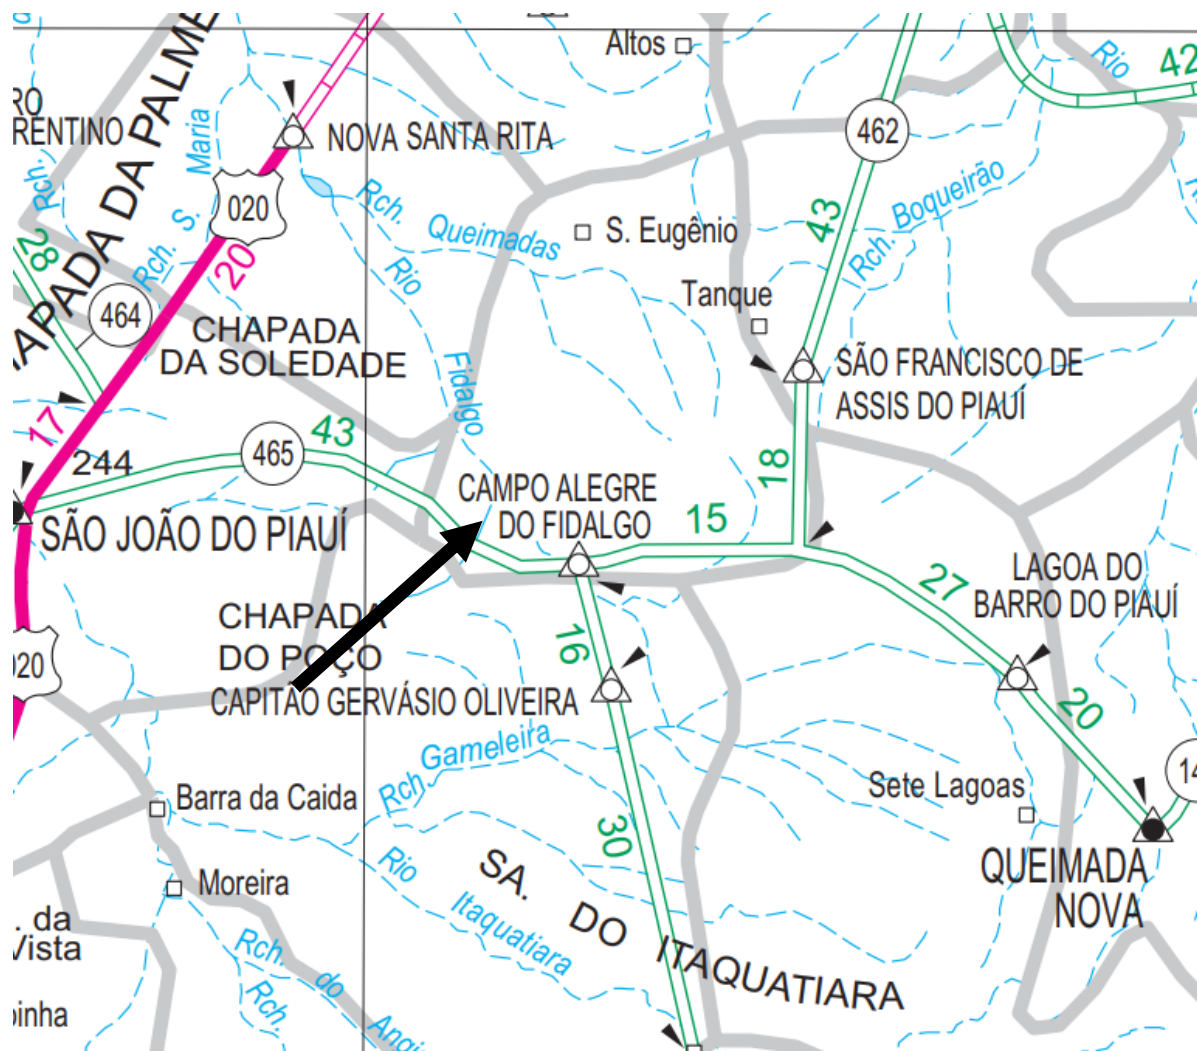 Altos
Rio
42
RO
RENTINO
CHAPADA DA PALME
Maria
NOVA SANTA RITA
462
Rch.
S.
020
Rch.
Queimadas
S. Eugênio
43
Boqueirão
Rch.
28
Rch.
20
Rio
Tanque
464
CHAPADA
DA SOLEDADE
Fidalgo
SÃO FRANCISCO DE
ASSIS DO PIAUÍ
17
244
465
43
18
CAMPO ALEGRE
DO FIDALGO
15
SÃO JOÃO DO PIAUÍ
27
LAGOA DO
BARRO DO PIAUÍ
CHAPADA
DO POÇO
16
020
CAPITÃO GERVÁSIO OLIVEIRA
20
Rch.
Gameleira
Sete Lagoas
14
Barra da Caida
30
Rio
Itaquatiara
SA. DO ITAQUATIARA
QUEIMADA
NOVA
Moreira
. da
Vista
Rch. do
Rch.
Angi
pinha